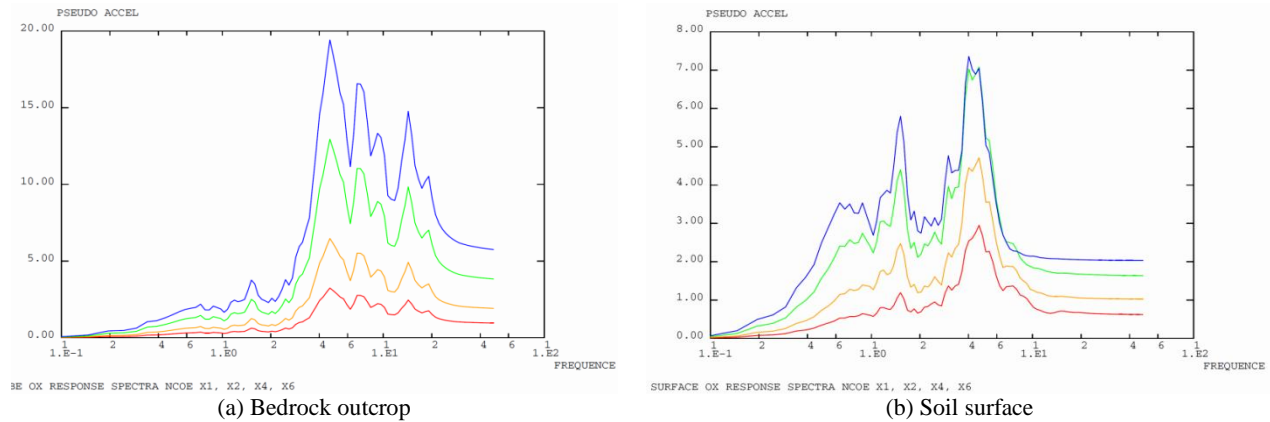 PSEUDO ACCEL
20.00
15.00
10.00
5.00
0.00
1 2 4 6 1 2 4 6 1 2 4 6 1
1.E-1 1.E0 1.E1 1.E2
FREQUENCE
BE OX RESPONSE SPECTRA NCOE X1, X2, X4, X6
(a) Bedrock outcrop
PSEUDO ACCEL
8.00
7.00
6.00
5.00
4.00
3.00
2.00
1.00
0.00
1 2 4 6 1 2 4 6 1 2 4 6 1
1.E-1 1.E0 1.E1 1.E2
FREQUENCE
SURFACE OX RESPONSE SPECTRA NCOE X1, X2, X4, X6
(b) Soil surface